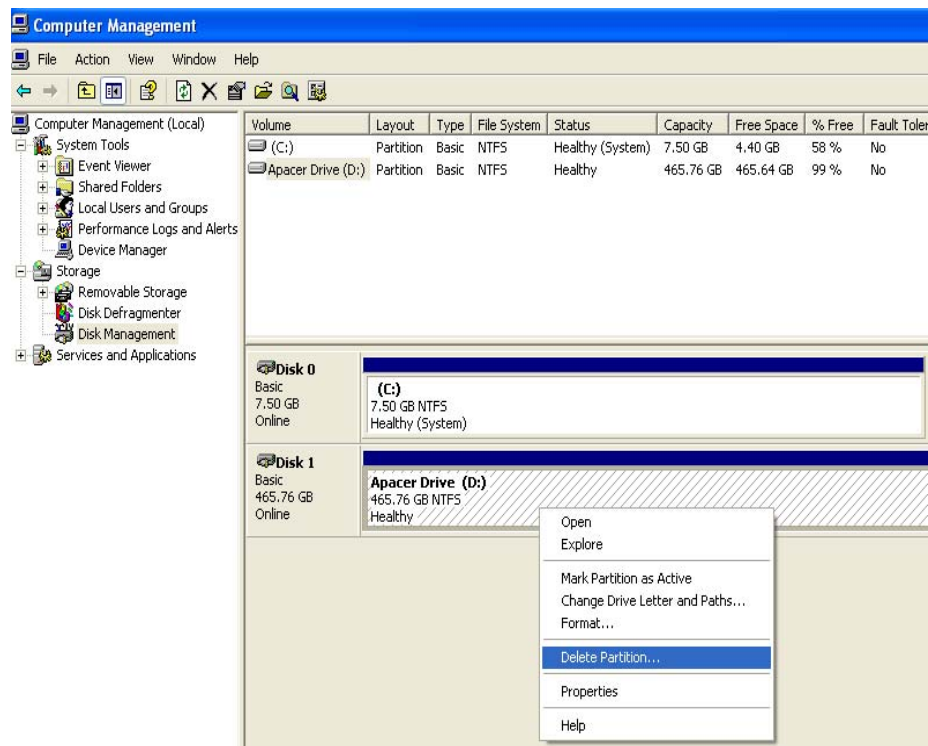 Computer Management
File Action View Window Help
Computer Management (Local)
System Tools
Event Viewer
Shared Folders
Local Users and Groups
Performance Logs and Alerts
Device Manager
Storage
Removable Storage
Disk Defragmenter
Disk Management
Services and Applications
Volume Layout Type File System Status Capacity Free Space % Free Fault Toler
(C:) Partition Basic NTFS Healthy (System) 7.50 GB 4.40 GB 58 % No
Apacer Drive (D:) Partition Basic NTFS Healthy 465.76 GB 465.64 GB 99 % No
Disk 0
Basic
7.50 GB
Online
(C:)
7.50 GB NTFS
Healthy (System)
Disk 1
Basic
465.76 GB
Online
Apacer Drive (D:)
465.76 GB NTFS
Healthy
Open
Explore
Mark Partition as Active
Change Drive Letter and Paths...
Format...
Delete Partition...
Properties
Help